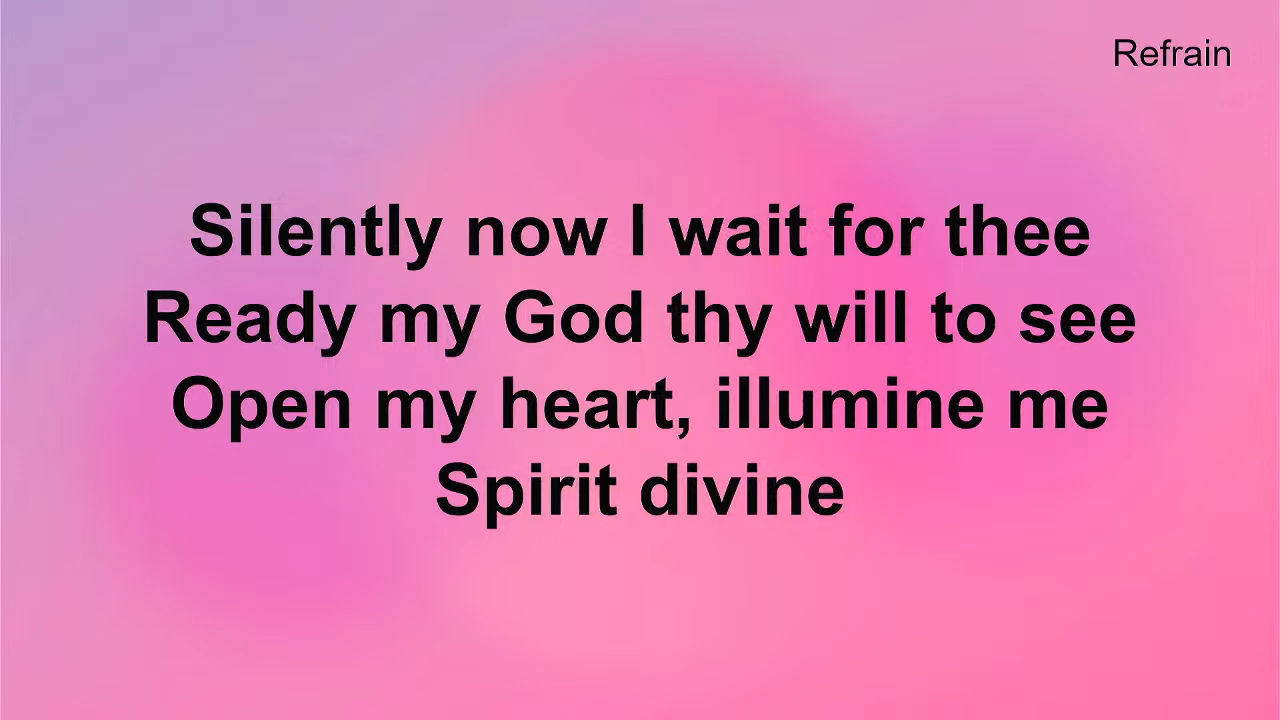 Refrain
Silently now I wait for thee
Ready my God thy will to see
Open my heart, illumine me
Spirit divine